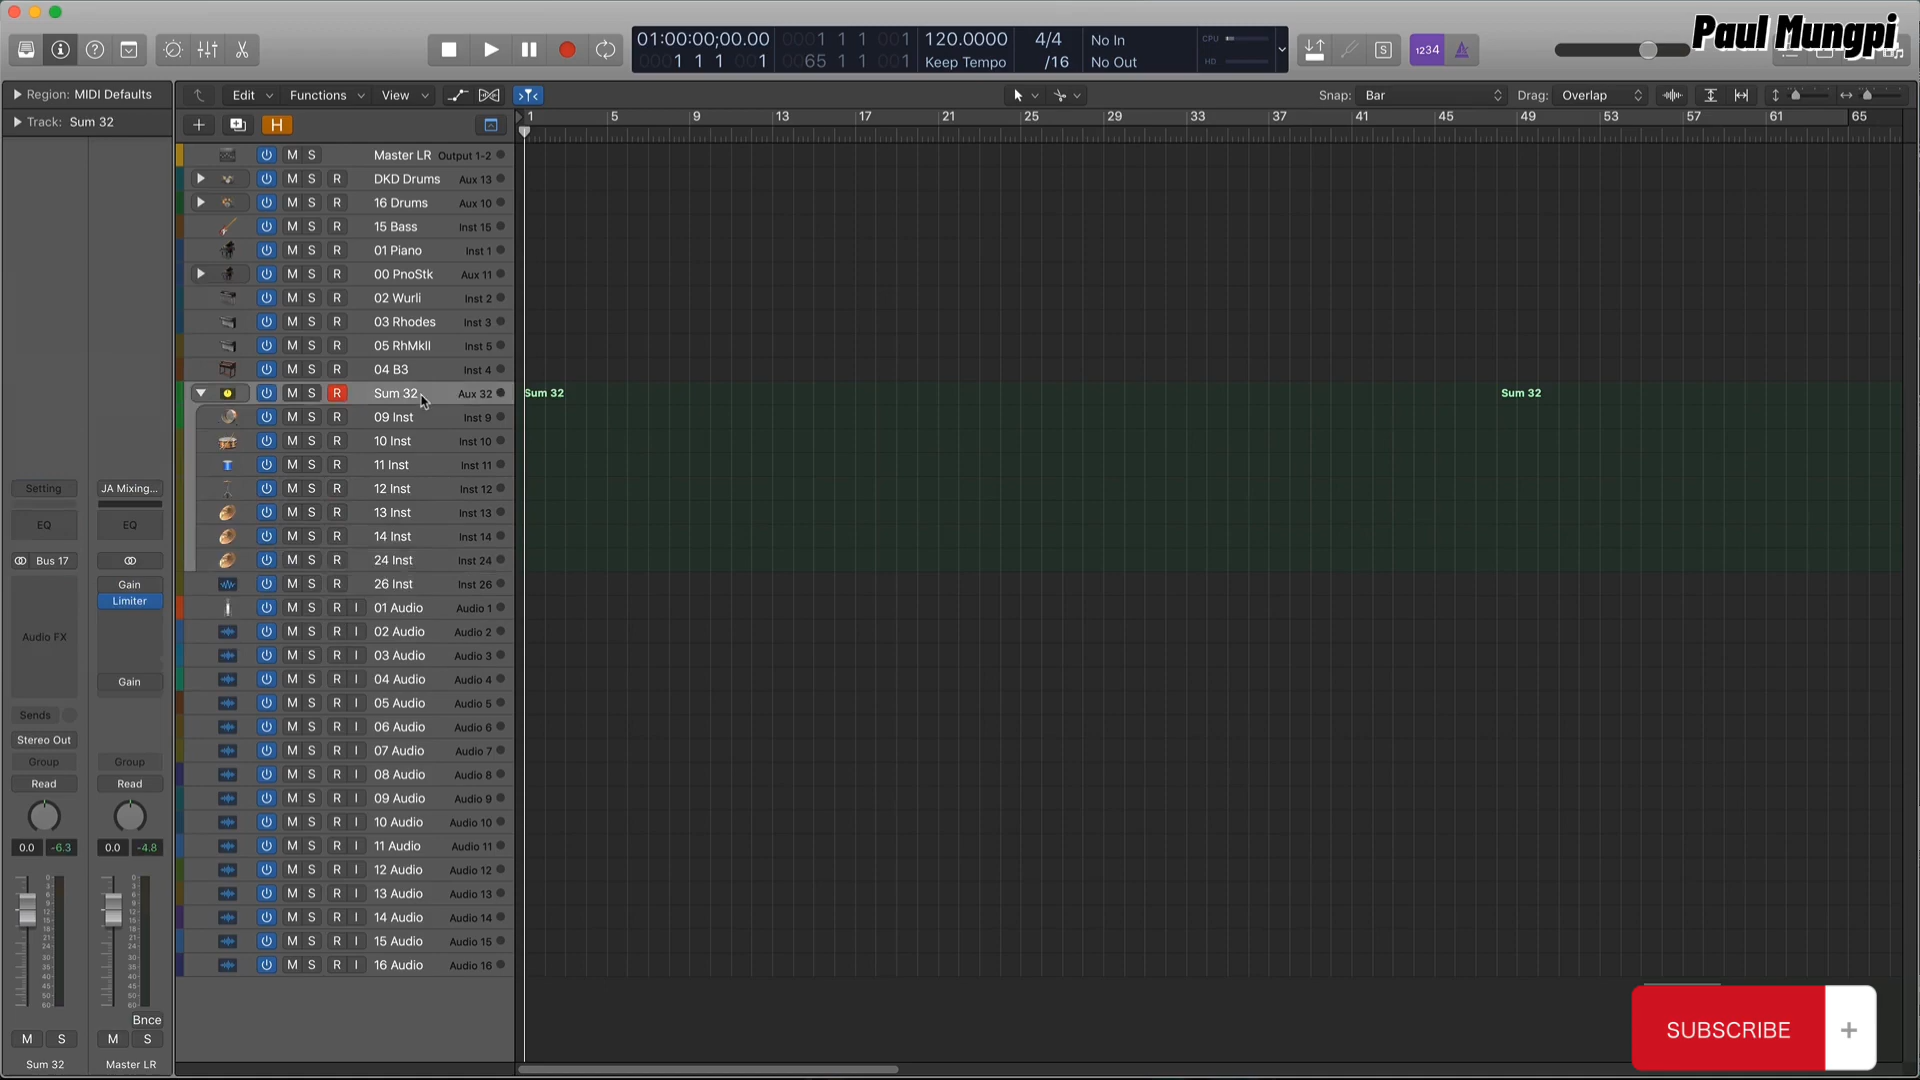 Paul Mungpi
01:00:00;00.00
0001 1 1 001
120.0000
4/4
No In
CPU
0001 1 1 001
0065 1 1 001
Keep Tempo
/16
No Out
HD
S
1234
Region: MIDI Defaults
Edit
Functions
View
Snap: Bar
Drag: Overlap
Track: Sum 32
H
1 5 9 13 17 21 25 29 33 37 41 45 49 53 57 61 65
M S Master LR Output 1-2
M S R DKD Drums Aux 13
M S R 16 Drums Aux 10
M S R 15 Bass Inst 15
M S R 01 Piano Inst 1
M S R 00 PnoStk Aux 11
M S R 02 Wurli Inst 2
M S R 03 Rhodes Inst 3
M S R 05 RhMkII Inst 5
M S R 04 B3 Inst 4
M S R Sum 32 Aux 32
Sum 32
Sum 32
M S R 09 Inst Inst 9
M S R 10 Inst Inst 10
M S R 11 Inst Inst 11
M S R 12 Inst Inst 12
M S R 13 Inst Inst 13
M S R 14 Inst Inst 14
M S R 24 Inst Inst 24
M S R 26 Inst Inst 26
M S R I 01 Audio Audio 1
M S R I 02 Audio Audio 2
M S R I 03 Audio Audio 3
M S R I 04 Audio Audio 4
M S R I 05 Audio Audio 5
M S R I 06 Audio Audio 6
M S R I 07 Audio Audio 7
M S R I 08 Audio Audio 8
M S R I 09 Audio Audio 9
M S R I 10 Audio Audio 10
M S R I 11 Audio Audio 11
M S R I 12 Audio Audio 12
M S R I 13 Audio Audio 13
M S R I 14 Audio Audio 14
M S R I 15 Audio Audio 15
M S R I 16 Audio Audio 16
Setting
JA Mixing...
EQ
EQ
Bus 17
Gain
Limiter
Audio FX
Gain
Sends
Stereo Out
Group
Group
Read
Read
0.0 -6.3
0.0 -4.8
Bnce
M S
M S
Sum 32
Master LR
SUBSCRIBE
+